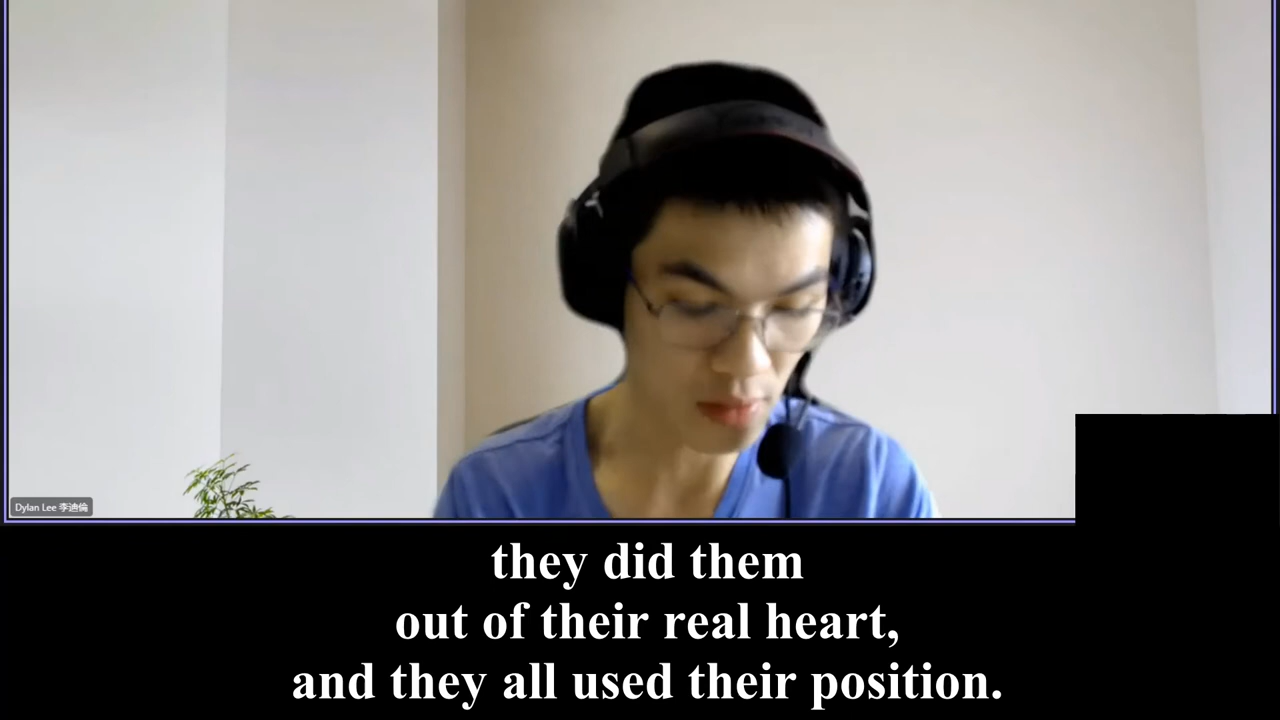 Dylan Lee 李迪倫
they did them
out of their real heart,
and they all used their position.